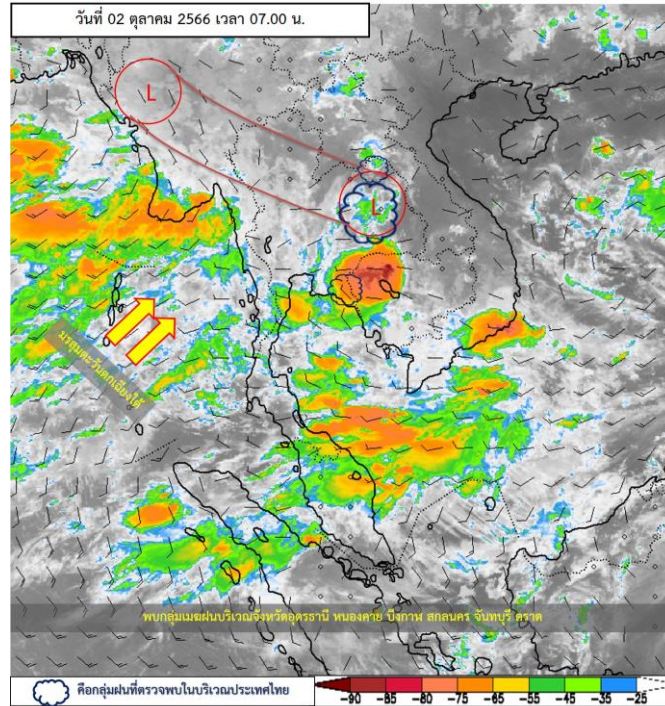 วันที่ 02 ตุลาคม 2566 เวลา 07.00 น.
L
L
มรสุมตะวันตกเฉียงใต้
พบกลุ่มเมฆฝนบริเวณจังหวัดอุดรธานี หนองคาย บึงกาฬ สกลนคร จันทบุรี ตราด
คือกลุ่มฝนที่ตรวจพบในบริเวณประเทศไทย
-90 -85 -80 -75 -65 -55 -45 -35 -25